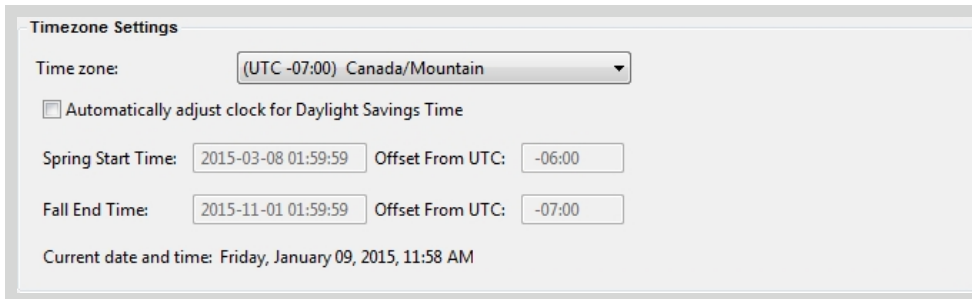 Timezone Settings
Time zone: (UTC -07:00) Canada/Mountain
Automatically adjust clock for Daylight Savings Time
Spring Start Time: 2015-03-08 01:59:59 Offset From UTC: -06:00
Fall End Time: 2015-11-01 01:59:59 Offset From UTC: -07:00
Current date and time: Friday, January 09, 2015, 11:58 AM